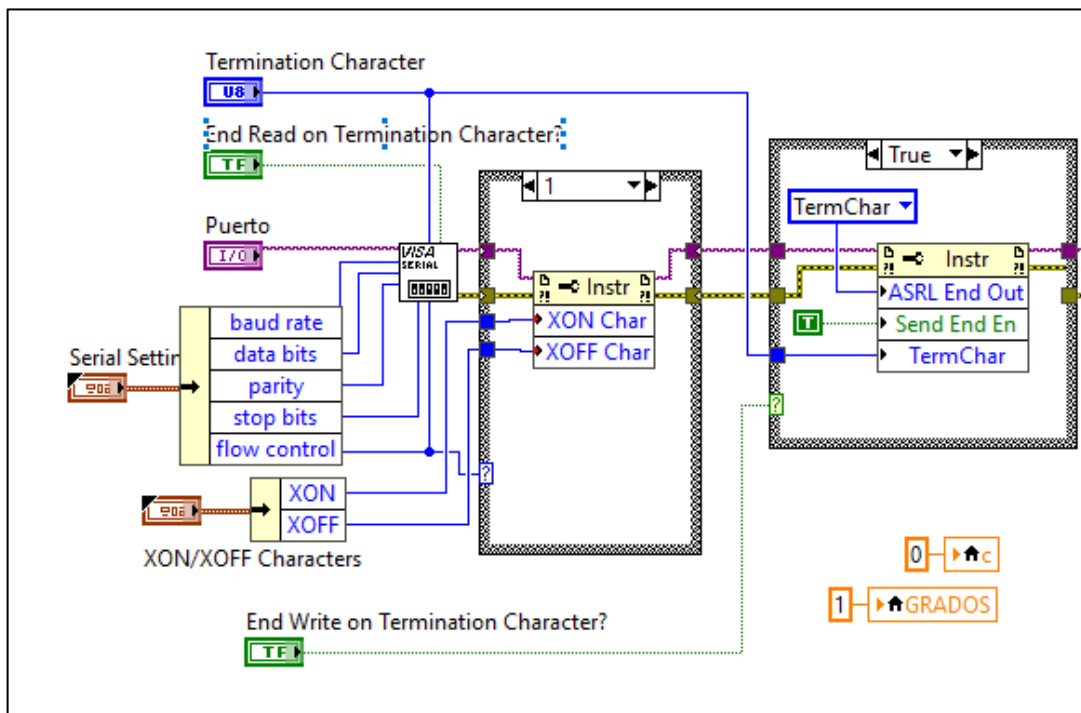 Termination Character
U8
End Read on Termination Character?
TF
Puerto
I/O
VISA
SERIAL
baud rate
data bits
parity
stop bits
flow control
Serial Settin
XON
XOFF
XON/XOFF Characters
1
Instr
XON Char
XOFF Char
True
TermChar
Instr
ASRL End Out
Send End En
TermChar
T
?
?
0
c
1
GRADOS
End Write on Termination Character?
TF